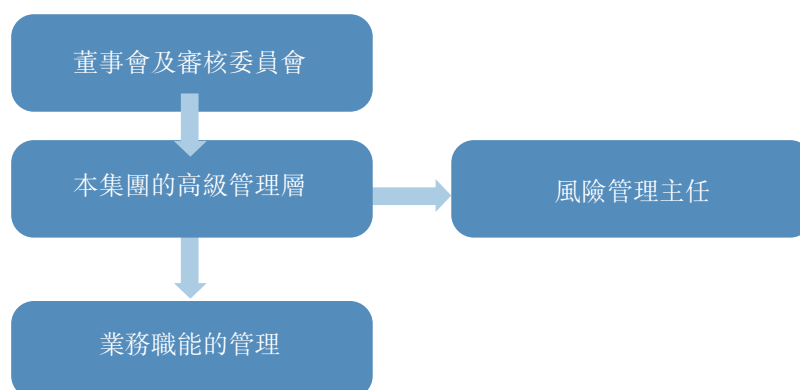 董事會及審核委員會
本集團的高級管理層
風險管理主任
業務職能的管理